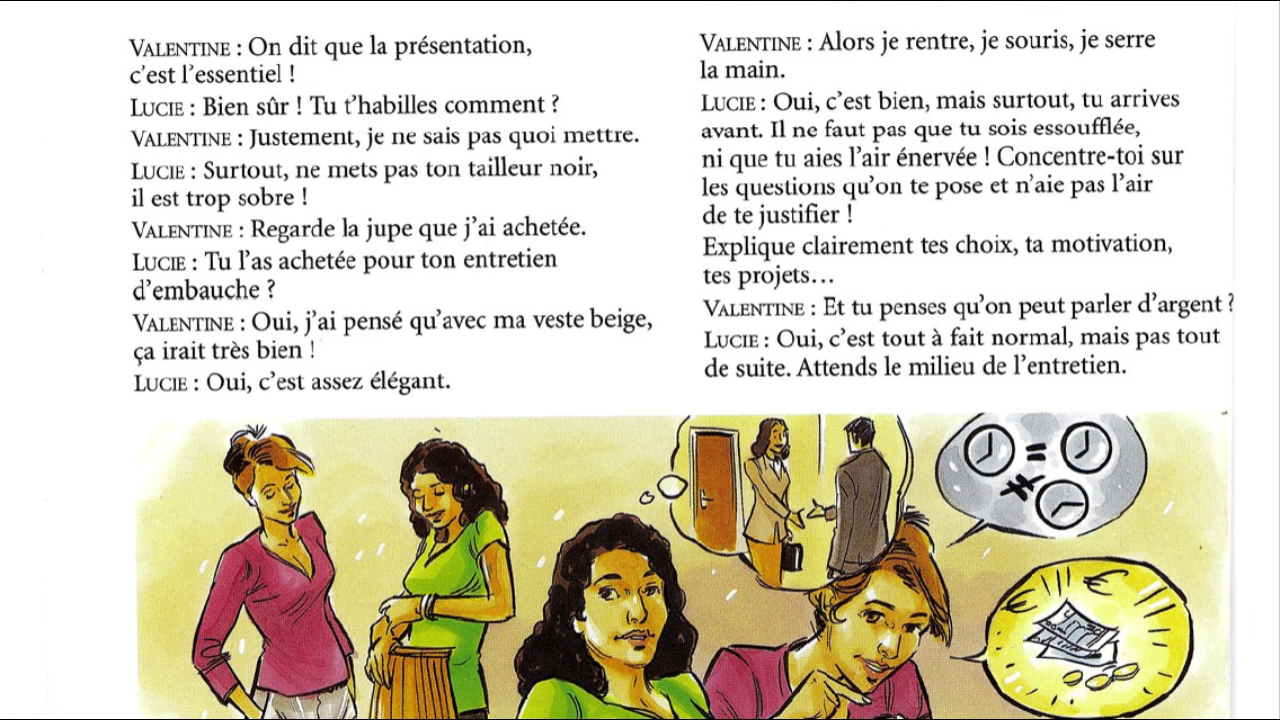 VALENTINE : On dit que la présentation,
c'est l'essentiel !
LUCIE : Bien sûr ! Tu t'habilles comment ?
VALENTINE : Justement, je ne sais pas quoi mettre.
LUCIE : Surtout, ne mets pas ton tailleur noir,
il est trop sobre !
VALENTINE : Regarde la jupe que j'ai achetée.
LUCIE : Tu l'as achetée pour ton entretien
d'embauche ?
VALENTINE : Oui, j'ai pensé qu'avec ma veste beige,
ça irait très bien !
LUCIE : Oui, c'est assez élégant.
VALENTINE : Alors je rentre, je souris, je serre
la main.
LUCIE : Oui, c'est bien, mais surtout, tu arrives
avant. Il ne faut pas que tu sois essoufflée,
ni que tu aies l'air énervée ! Concentre-toi sur
les questions qu'on te pose et n'aie pas l'air
de te justifier !
Explique clairement tes choix, ta motivation,
tes projets…
VALENTINE : Et tu penses qu'on peut parler d'argent ?
LUCIE : Oui, c'est tout à fait normal, mais pas tout
de suite. Attends le milieu de l'entretien.